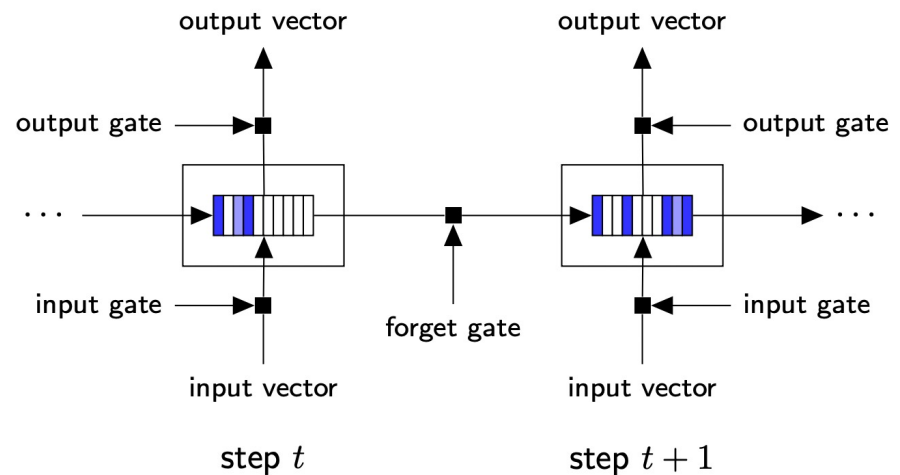 output vector
output vector
output gate
output gate
· · ·
· · ·
input gate
input gate
forget gate
input vector
input vector
step t
step t + 1